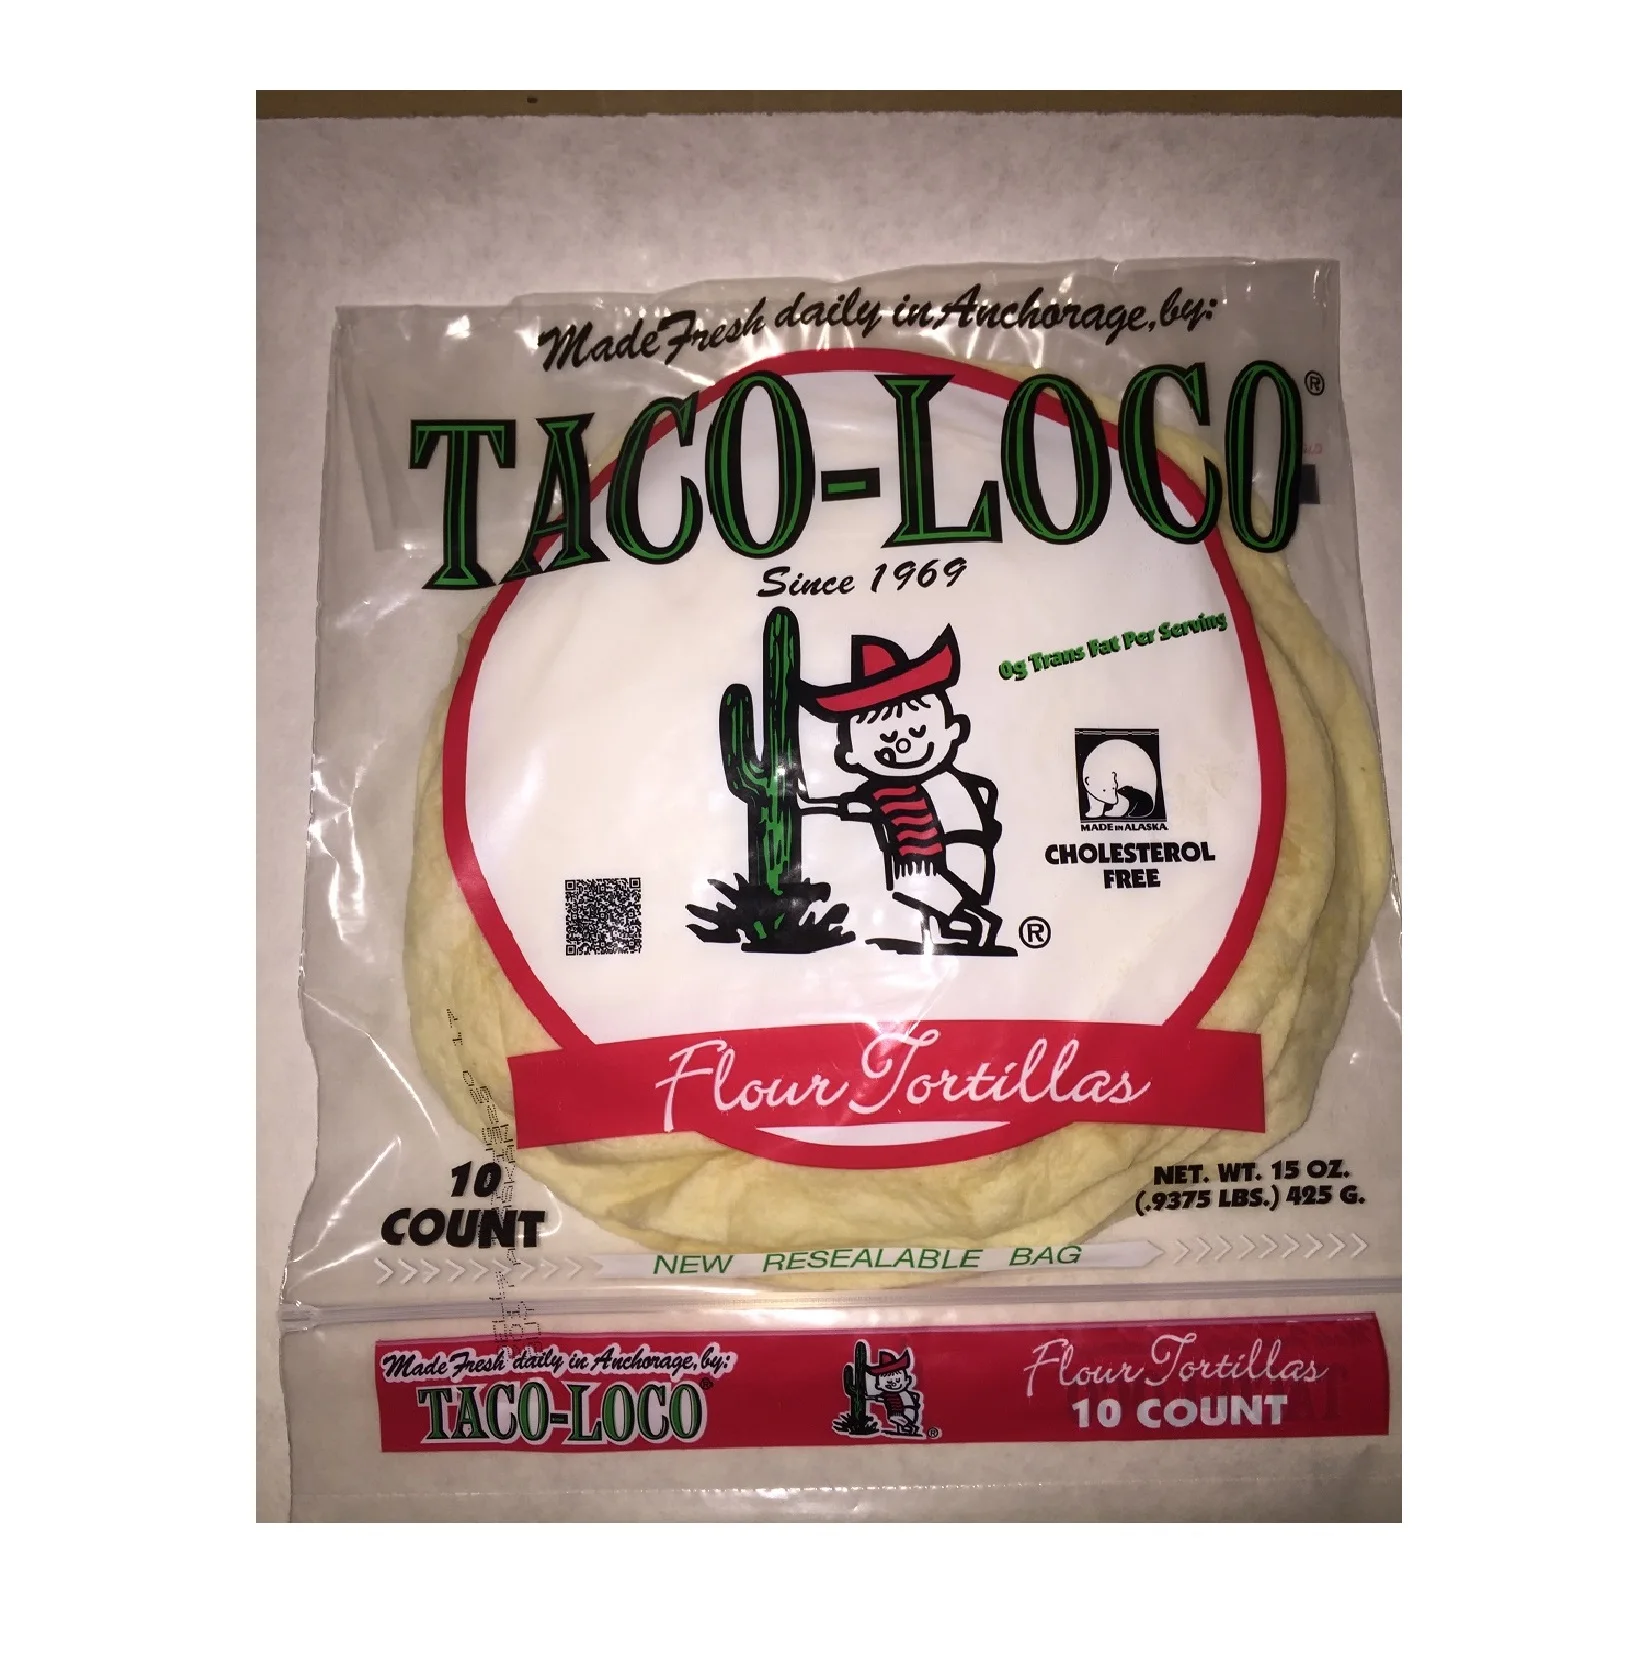 Made Fresh daily in Anchorage, by:
TACO-LOCO®
Since 1969
0g Trans Fat Per Serving
MADE IN ALASKA
CHOLESTEROL
FREE
®
Flour Tortillas
10
COUNT
NET. WT. 15 OZ.
(.9375 LBS.) 425 G.
NEW RESEALABLE BAG
Made Fresh daily in Anchorage, by:
TACO-LOCO®
®
Flour Tortillas
10 COUNT